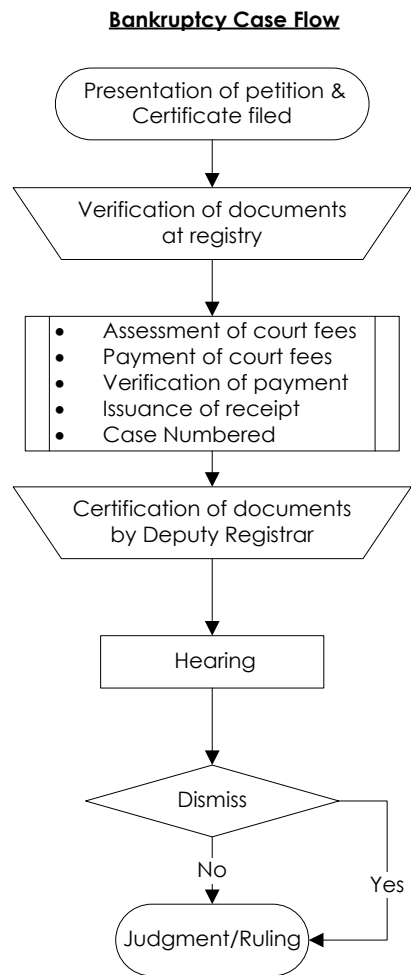 Bankruptcy Case Flow
Presentation of petition &
Certificate filed
Verification of documents
at registry
• Assessment of court fees
• Payment of court fees
• Verification of payment
• Issuance of receipt
• Case Numbered
Certification of documents
by Deputy Registrar
Hearing
Dismiss
No
Yes
Judgment/Ruling